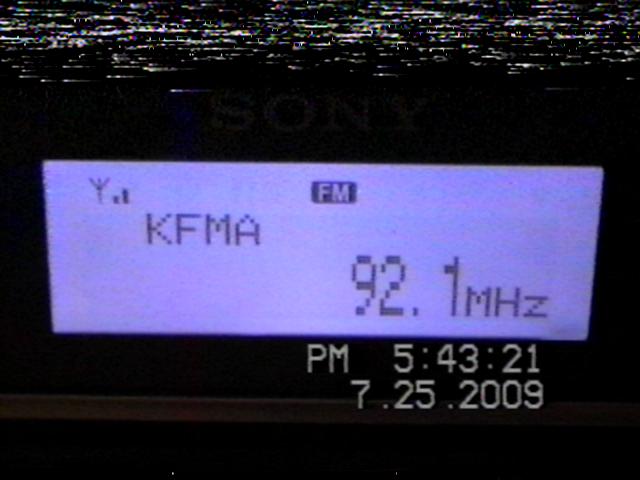 SONY
FM
KFMA
92.1MHz
PM 5:43:21
7.25.2009